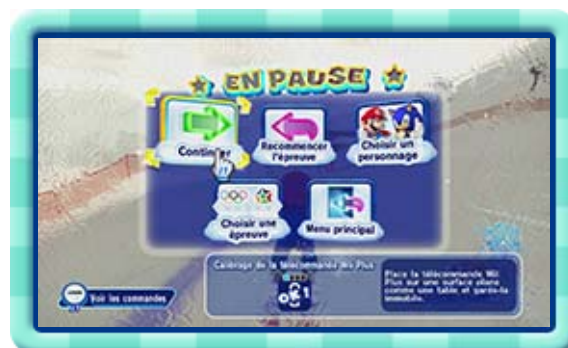 EN PAUSE
Continuer
Recommencer
l'épreuve
Choisir un
personnage
Choisir une
épreuve
Menu principal
Calibrage de la télécommande Wii Plus
OK!
Place la télécommande Wii
Plus sur une surface plane
comme une table et garde-la
immobile.
Voir les commandes